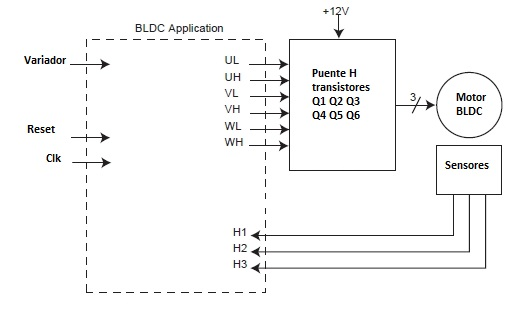 +12V
BLDC Application
Variador
Reset
Clk
UL
UH
VL
VH
WL
WH
Puente H
transistores
Q1 Q2 Q3
Q4 Q5 Q6
3
Motor
BLDC
Sensores
H1
H2
H3